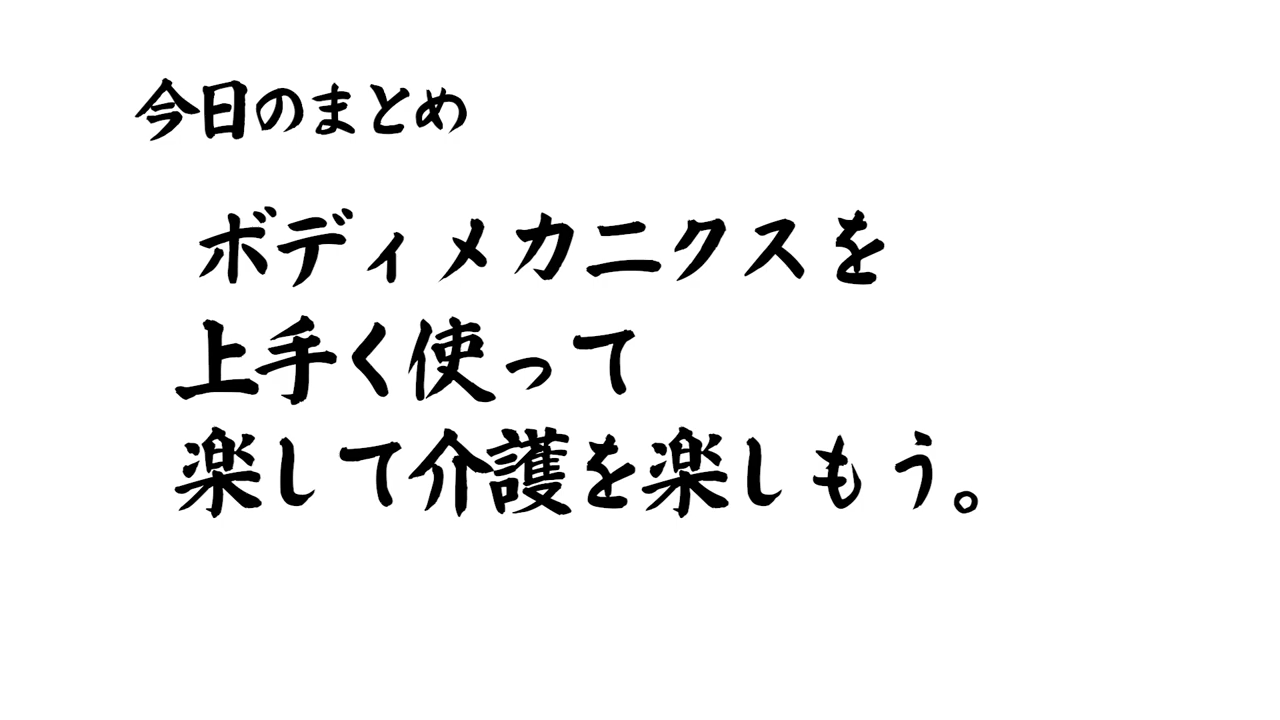 今日のまとめ
ボディメカニクスを
上手く使って
楽して介護を楽しもう。